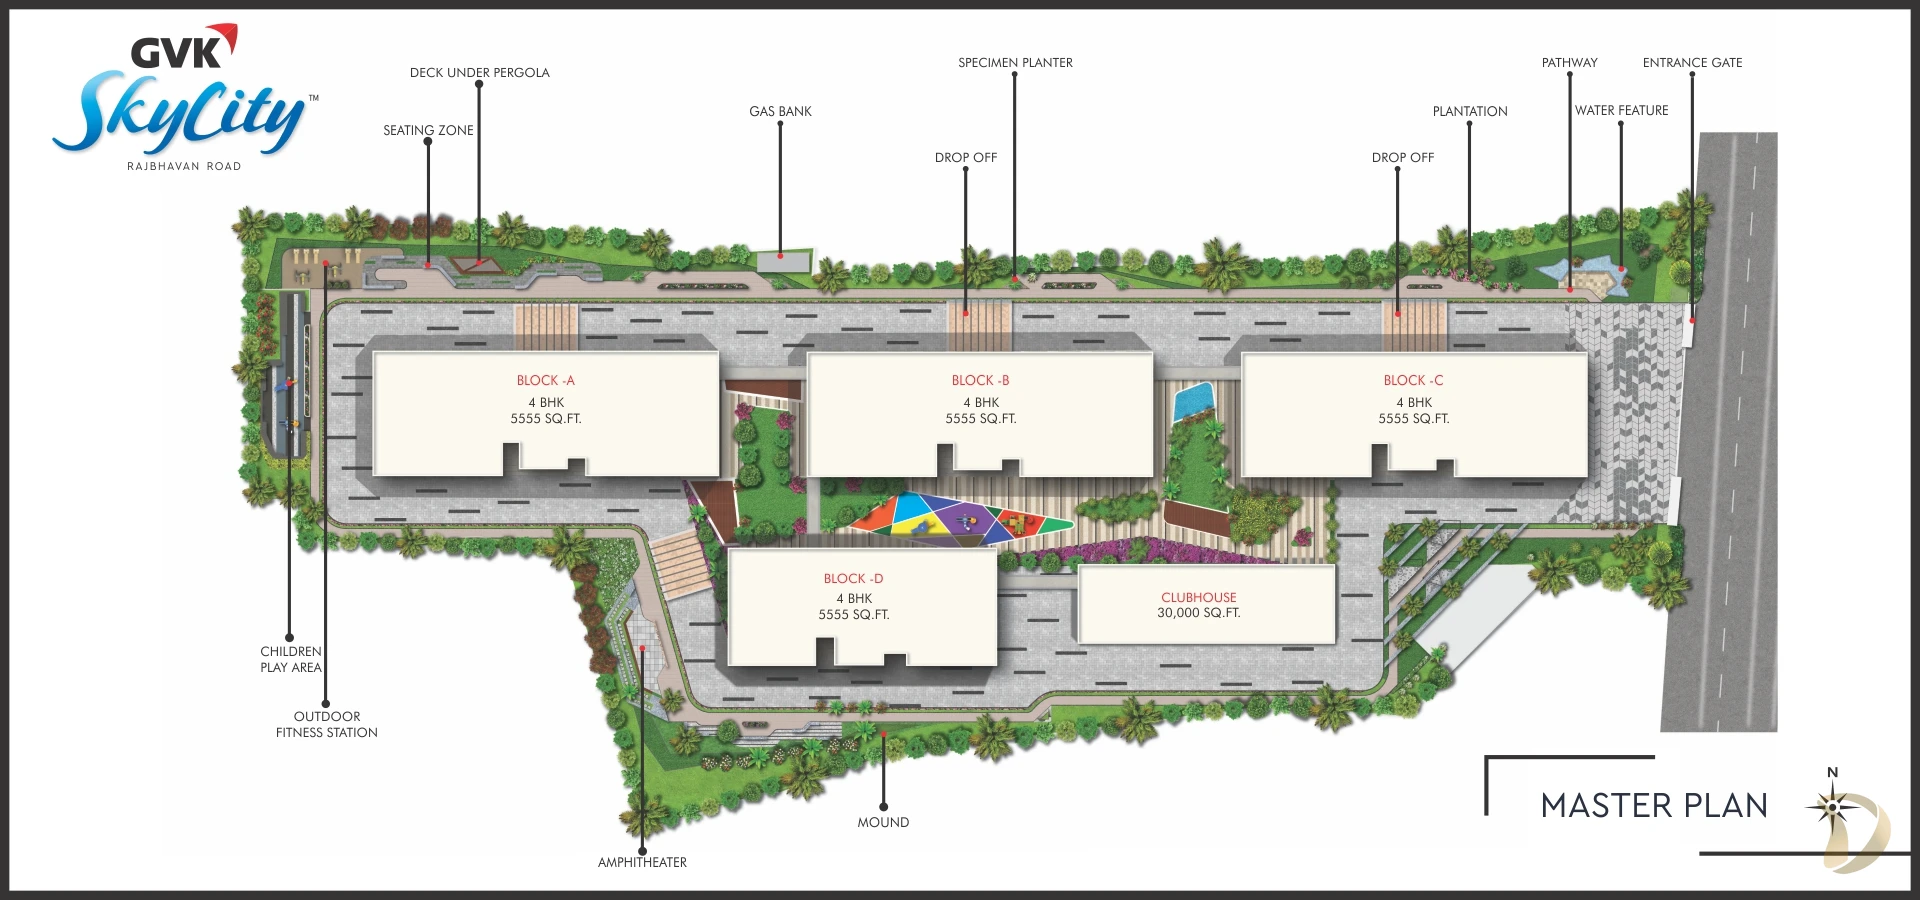 GVK
SkyCity™
RAJBHAVAN ROAD
DECK UNDER PERGOLA
SEATING ZONE
GAS BANK
SPECIMEN PLANTER
DROP OFF
PATHWAY
ENTRANCE GATE
PLANTATION
WATER FEATURE
DROP OFF
BLOCK -A
4 BHK
5555 SQ.FT.
BLOCK -B
4 BHK
5555 SQ.FT.
BLOCK -C
4 BHK
5555 SQ.FT.
BLOCK -D
4 BHK
5555 SQ.FT.
CLUBHOUSE
30,000 SQ.FT.
CHILDREN
PLAY AREA
OUTDOOR
FITNESS STATION
AMPHITHEATER
MOUND
MASTER PLAN
N
D